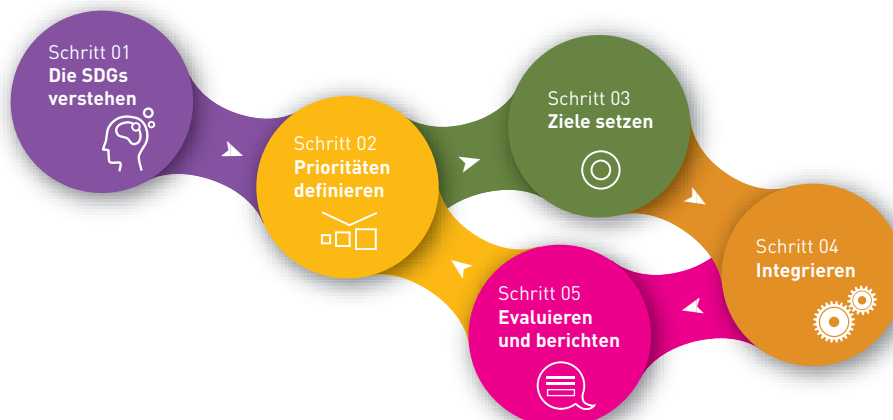 Schritt 01
Die SDGs
verstehen
Schritt 02
Prioritäten
definieren
Schritt 03
Ziele setzen
Schritt 04
Integrieren
Schritt 05
Evaluieren
und berichten